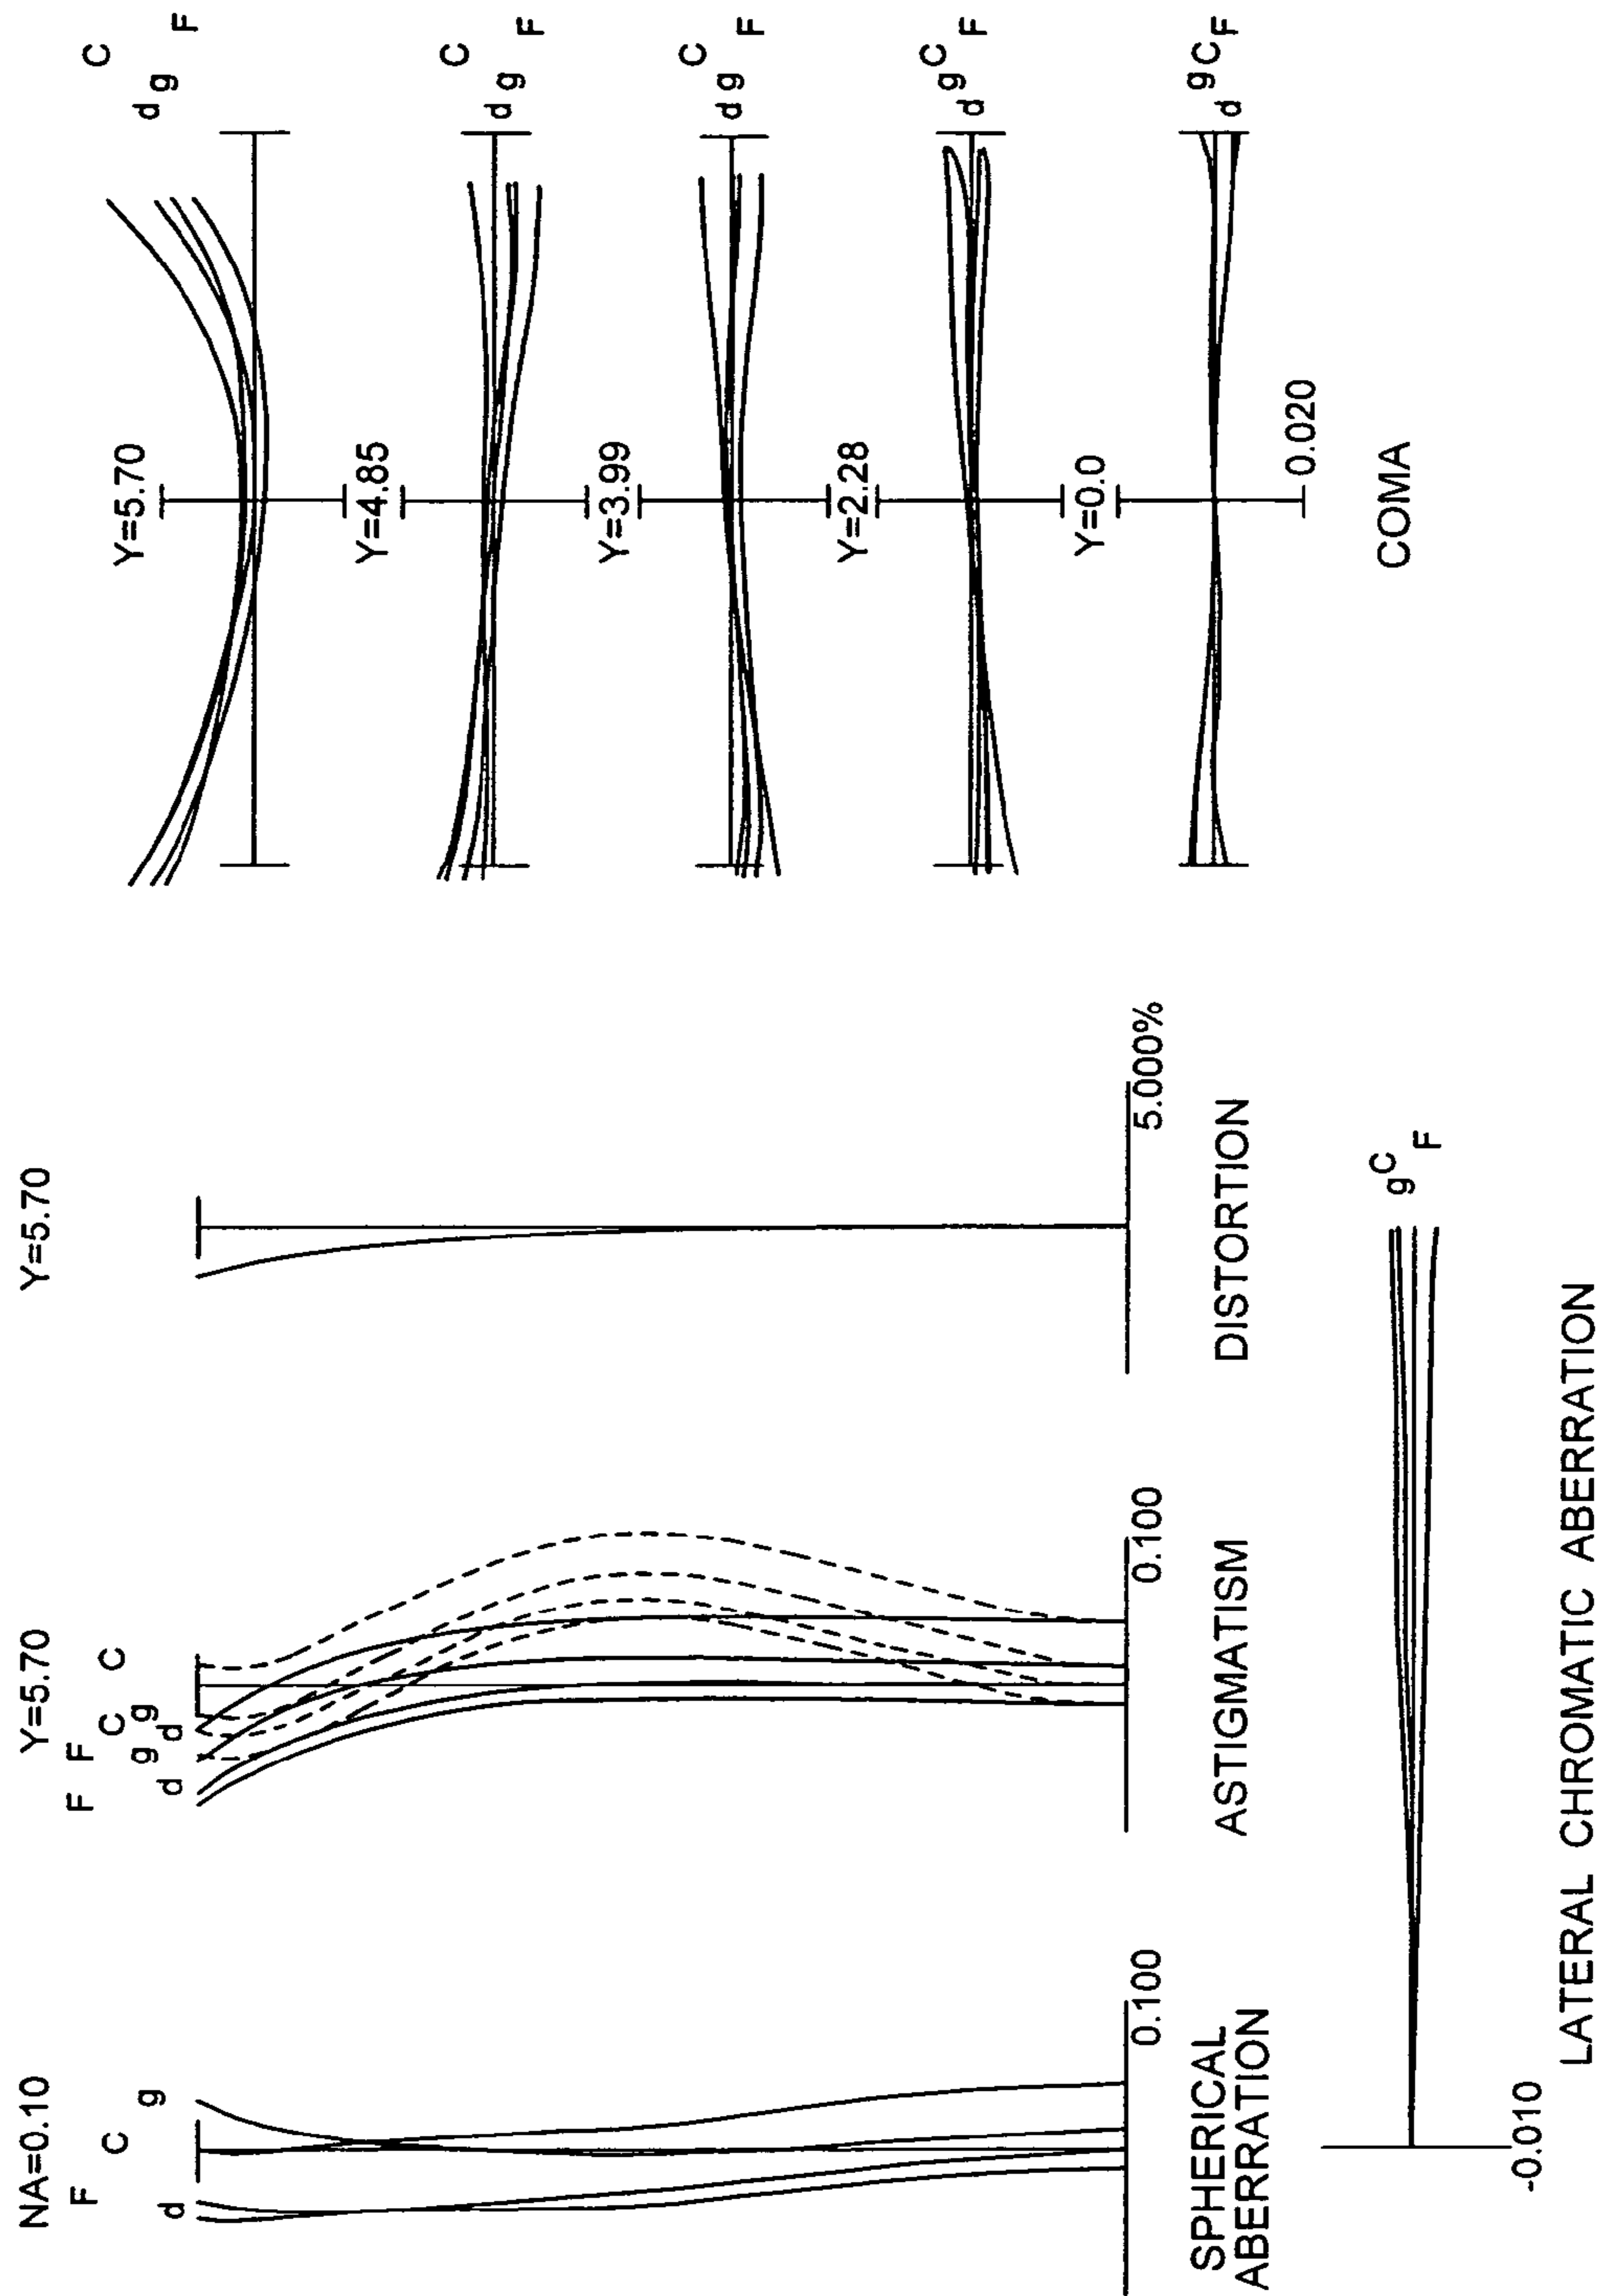 NA=0.10
F
d
C
g
0.100
SPHERICAL
ABERRATION
Y=5.70
F F
d
g
d
C
g
C
0.100
ASTIGMATISM
Y=5.70
5.000%
DISTORTION
Y=5.70
d g C F
Y=4.85
d g C F
Y=3.99
d g C F
Y=2.28
d g C F
Y=0.0
d g C F
0.020
COMA
-0.010
g C F
LATERAL CHROMATIC ABERRATION